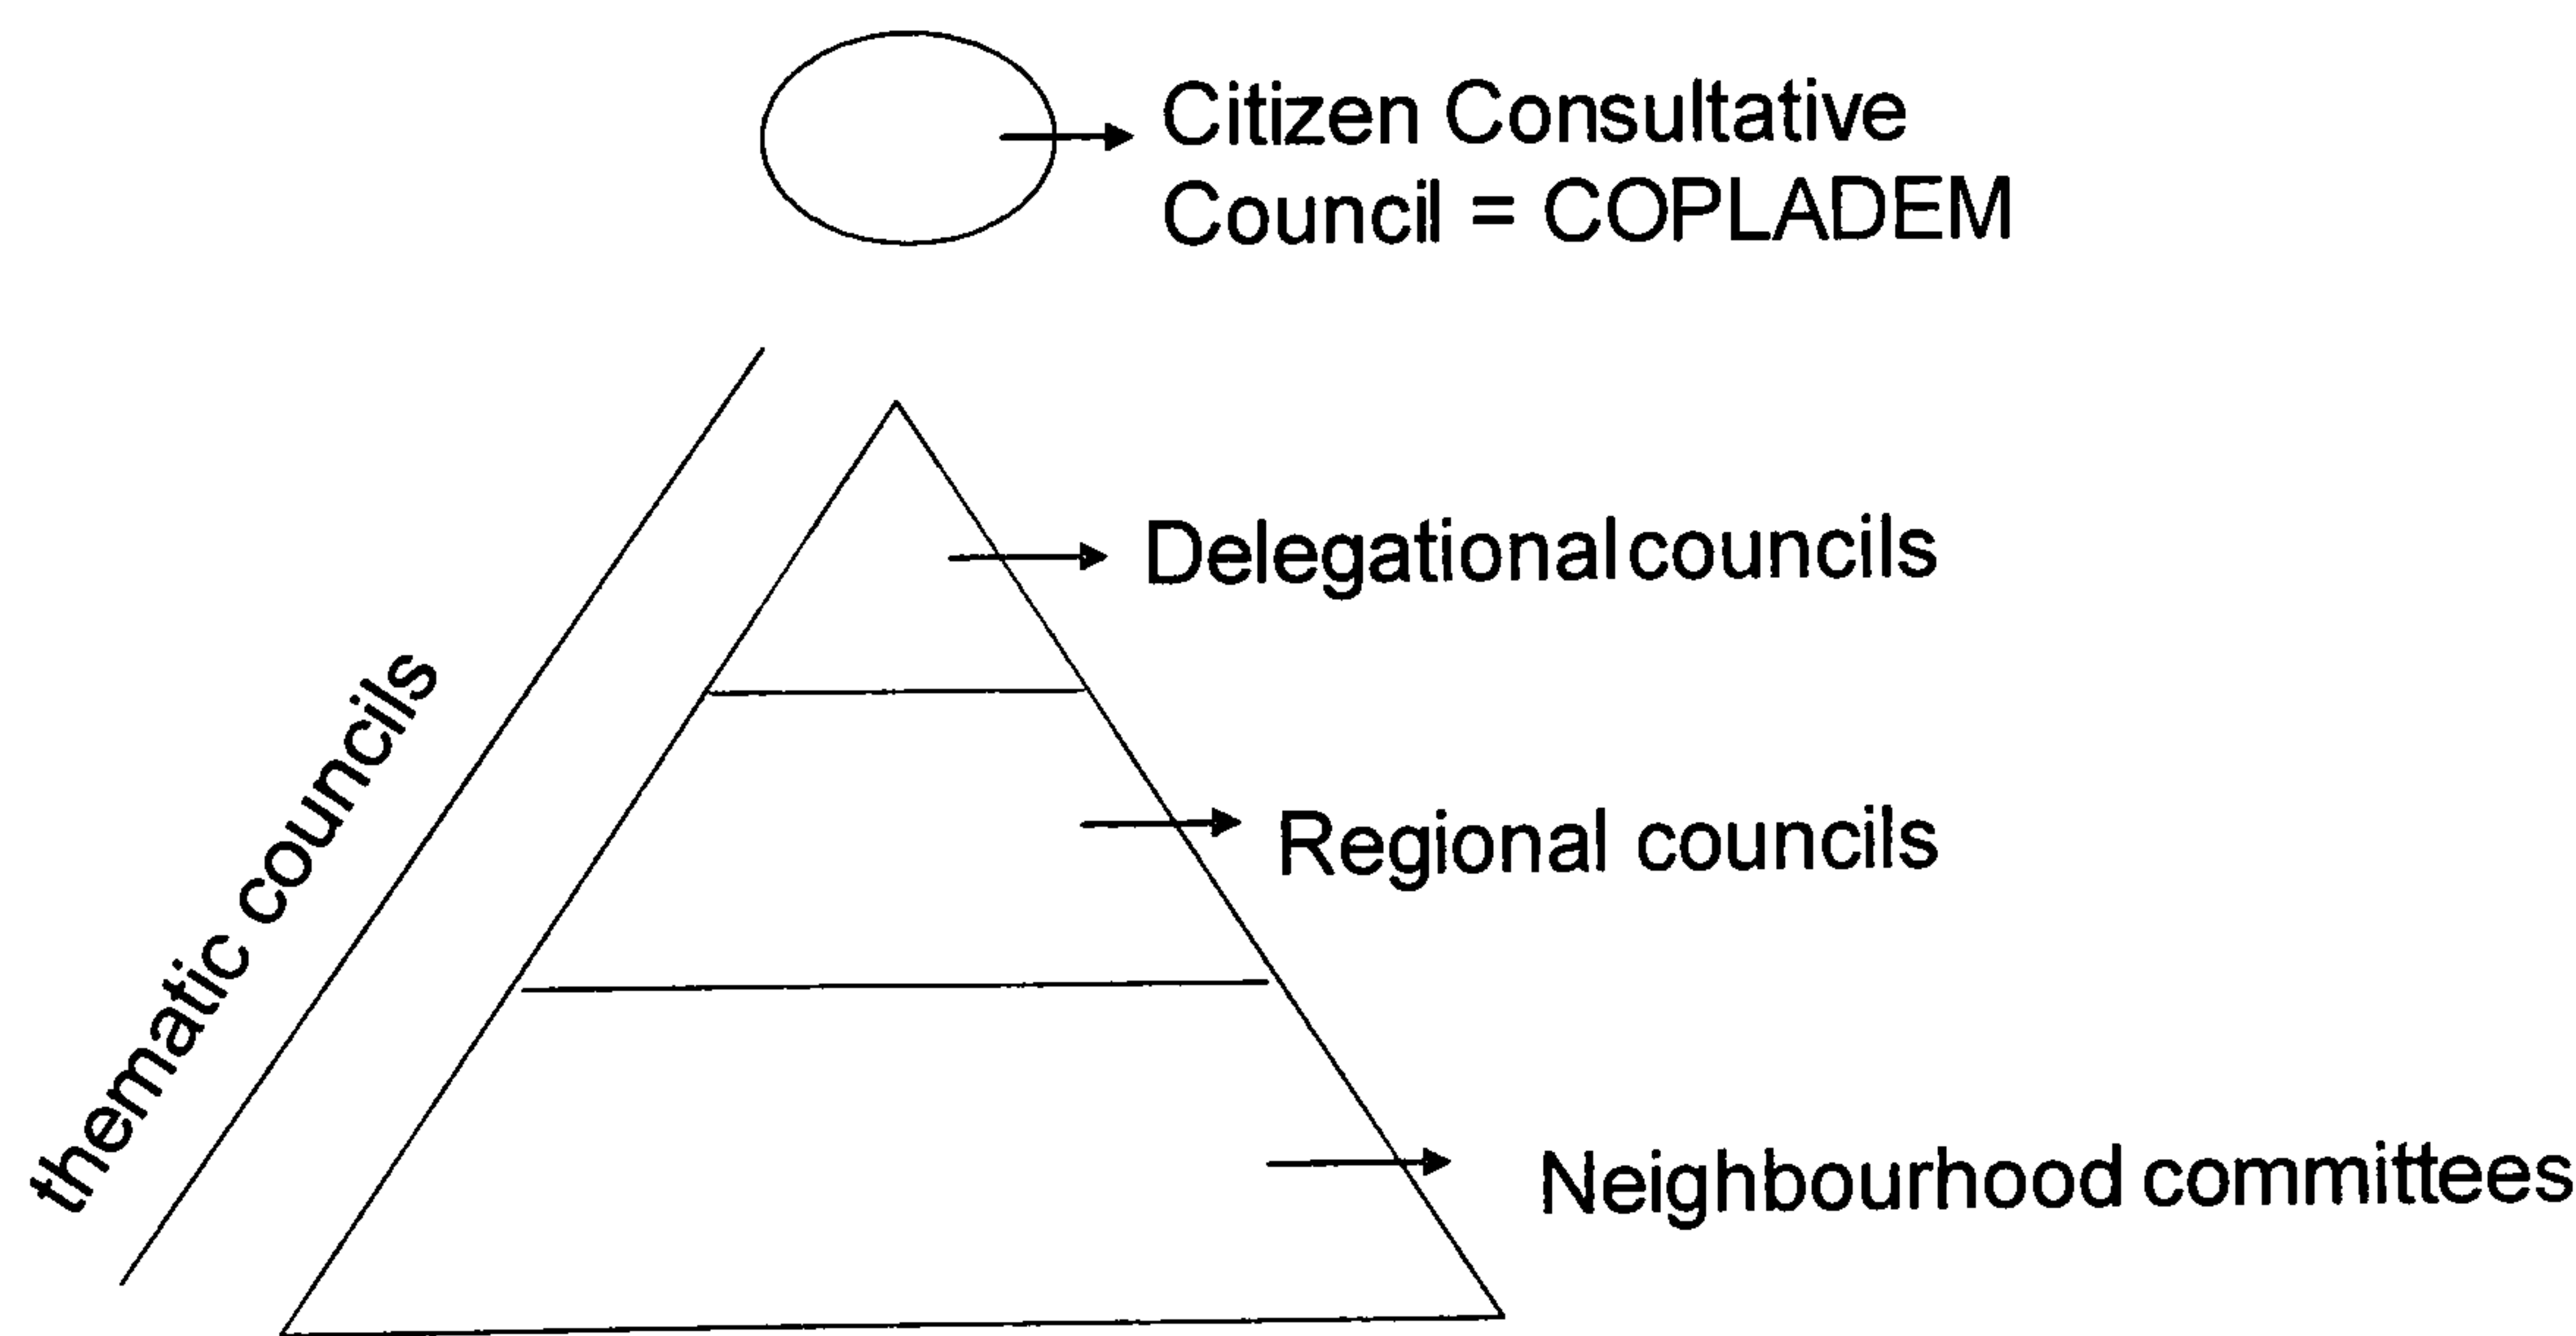 Citizen Consultative
Council = COPLADEM
Delegational councils
thematic councils
Regional councils
Neighbourhood committees